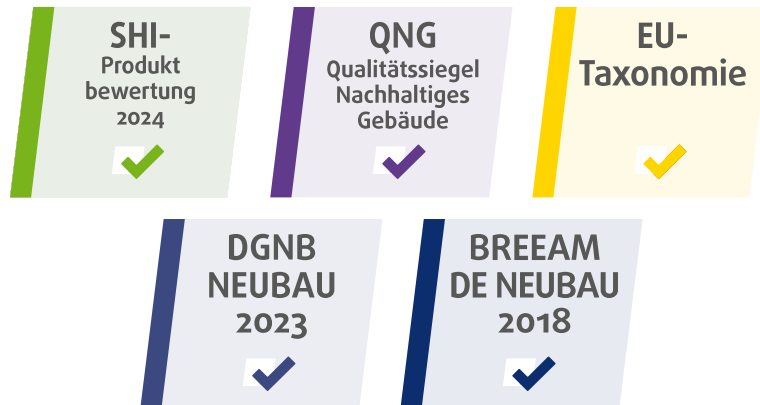 SHI-
Produkt
bewertung
2024
QNG
Qualitätssiegel
Nachhaltiges
Gebäude
EU-
Taxonomie
DGNB
NEUBAU
2023
BREEAM
DE NEUBAU
2018